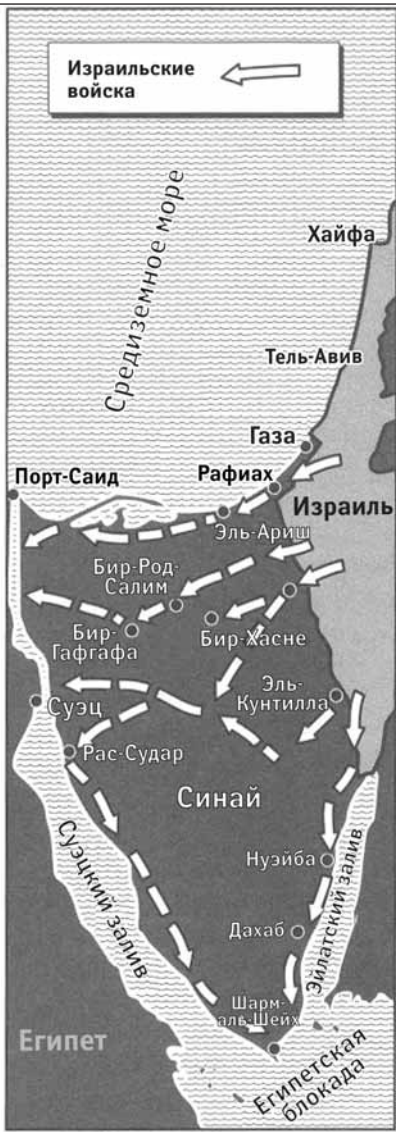 Израильские
войска
Средиземное море
Хайфа
Тель-Авив
Газа
Порт-Саид
Рафиах
Израиль
Эль-Ариш
Бир-Род-
Салим
Бир-
Гафгафа
Бир-Хасне
Эль-
Кунтилла
Суэц
Рас-Судар
Синай
Нуэйба
Суэцкий залив
Эйлатский залив
Дахаб
Шарм-
аль-Шейх
Египет
Египетская
блокада